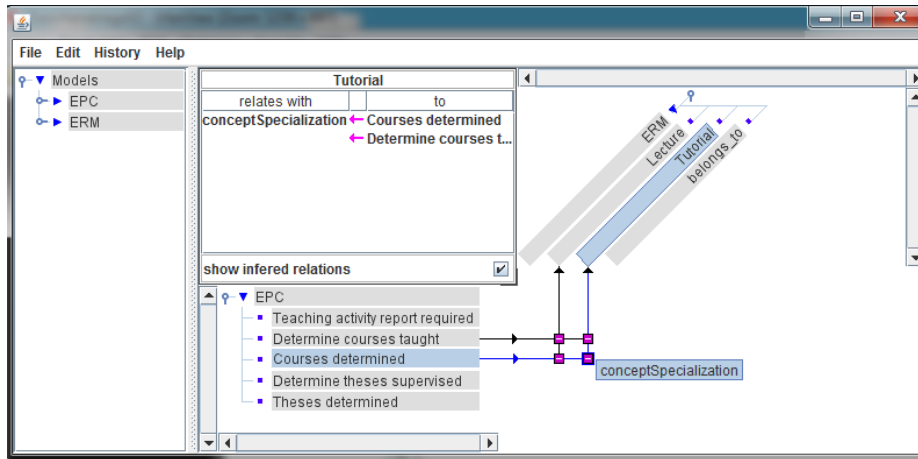 File Edit History Help
Models
EPC
ERM
Tutorial
relates with to
conceptSpecialization Courses determined
Determine courses t...
show infered relations
ERM
Lecture
Tutorial
belongs_to
EPC
Teaching activity report required
Determine courses taught
Courses determined
Determine theses supervised
Theses determined
conceptSpecialization